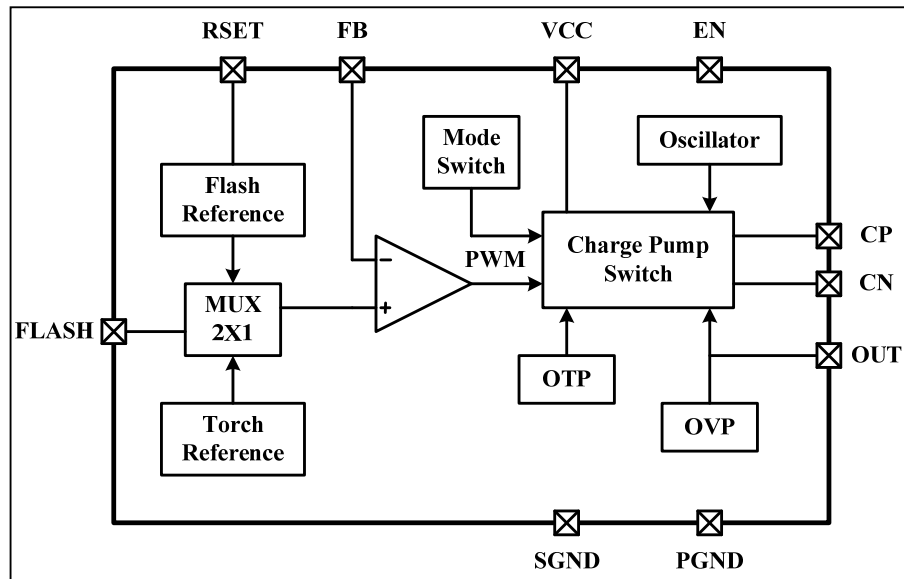 RSET FB VCC EN
Mode
Switch
Oscillator
Flash
Reference
PWM
Charge Pump
Switch
CP
CN
−
+
MUX
2X1
FLASH
OUT
OTP
OVP
Torch
Reference
SGND PGND